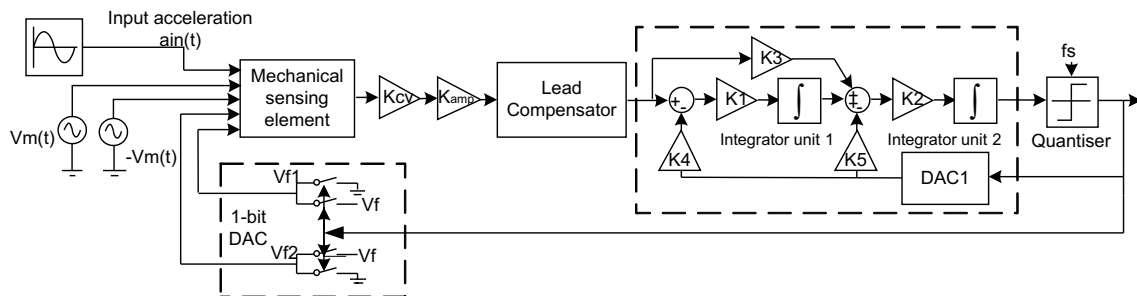 Input acceleration
ain(t)
Vm(t)
-Vm(t)
Mechanical
sensing
element
Kcv
Kamp
Lead
Compensator
+
-
K1
∫
K3
+
+
-
K2
∫
fs
Integrator unit 1
Integrator unit 2
Quantiser
K4
K5
DAC1
Vf1
Vf
1-bit
DAC
Vf2
Vf